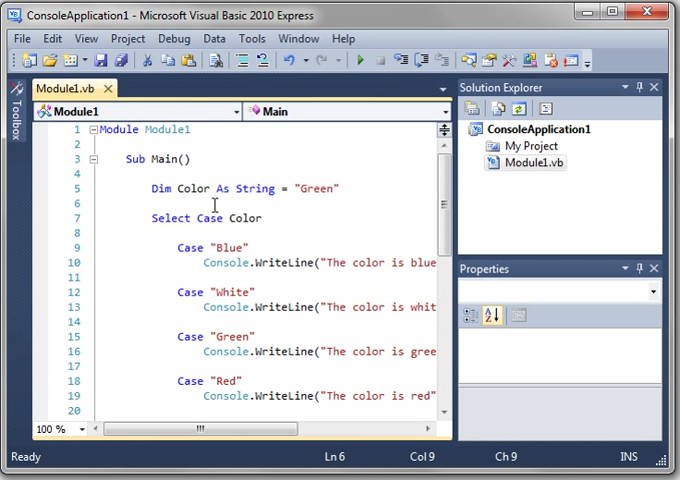 ConsoleApplication1 - Microsoft Visual Basic 2010 Express
File Edit View Project Debug Data Tools Window Help
Toolbox
Module1.vb
Module1 Main
1 Module Module1
2
3 Sub Main()
4
5 Dim Color As String = "Green"
6
7 Select Case Color
8
9 Case "Blue"
10 Console.WriteLine("The color is blue
11
12 Case "White"
13 Console.WriteLine("The color is whit
14
15 Case "Green"
16 Console.WriteLine("The color is gree
17
18 Case "Red"
19 Console.WriteLine("The color is red"
20
100 %
Solution Explorer
ConsoleApplication1
My Project
Module1.vb
Properties
Ready Ln 6 Col 9 Ch 9 INS